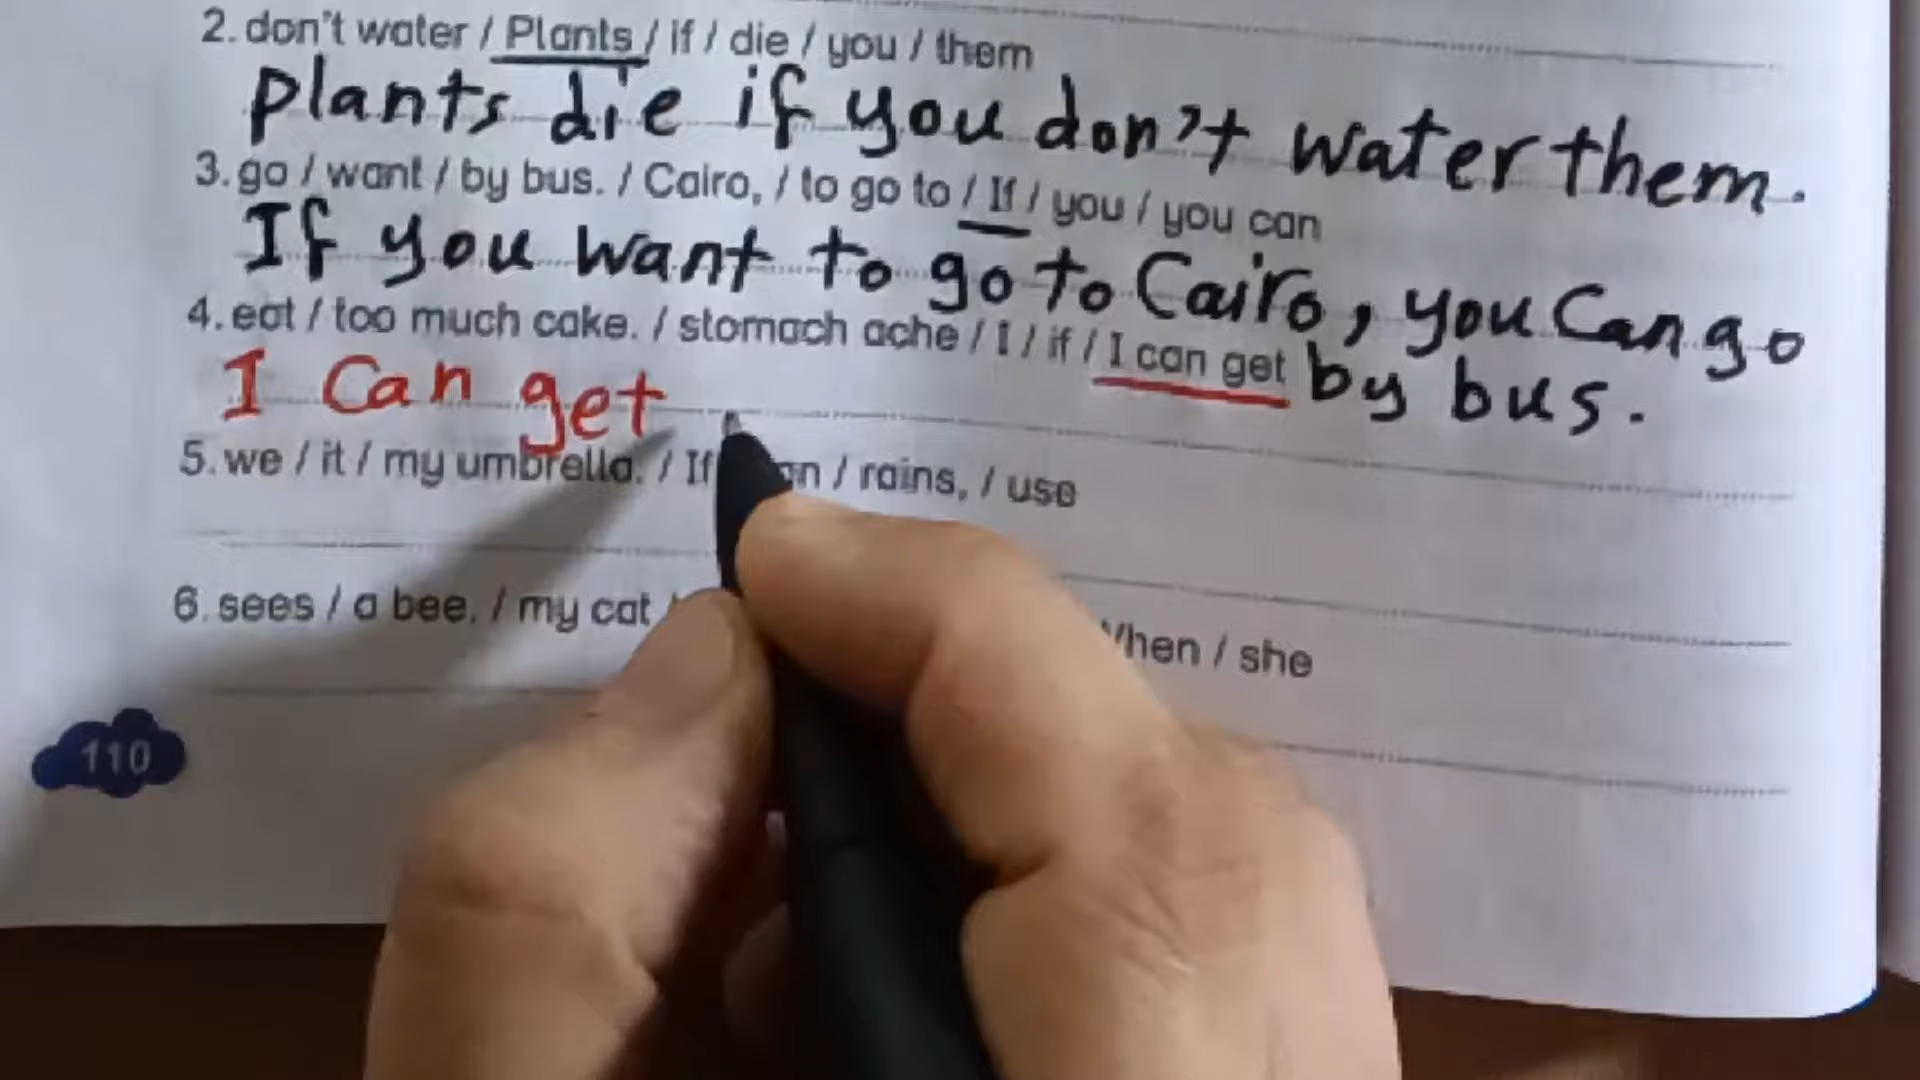 2. don't water / Plants / if / die / you / them
Plants die if you don't water them.
3. go / want / by bus. / Cairo, / to go to / If / you / you can
If you want to go to Cairo, you Can go
by bus.
4. eat / too much cake. / stomach ache / I / if / I can get
I Can get
5. we / it / my umbrella. / If an / rains, / use
6. sees / a bee, / my cat / hen / she
110